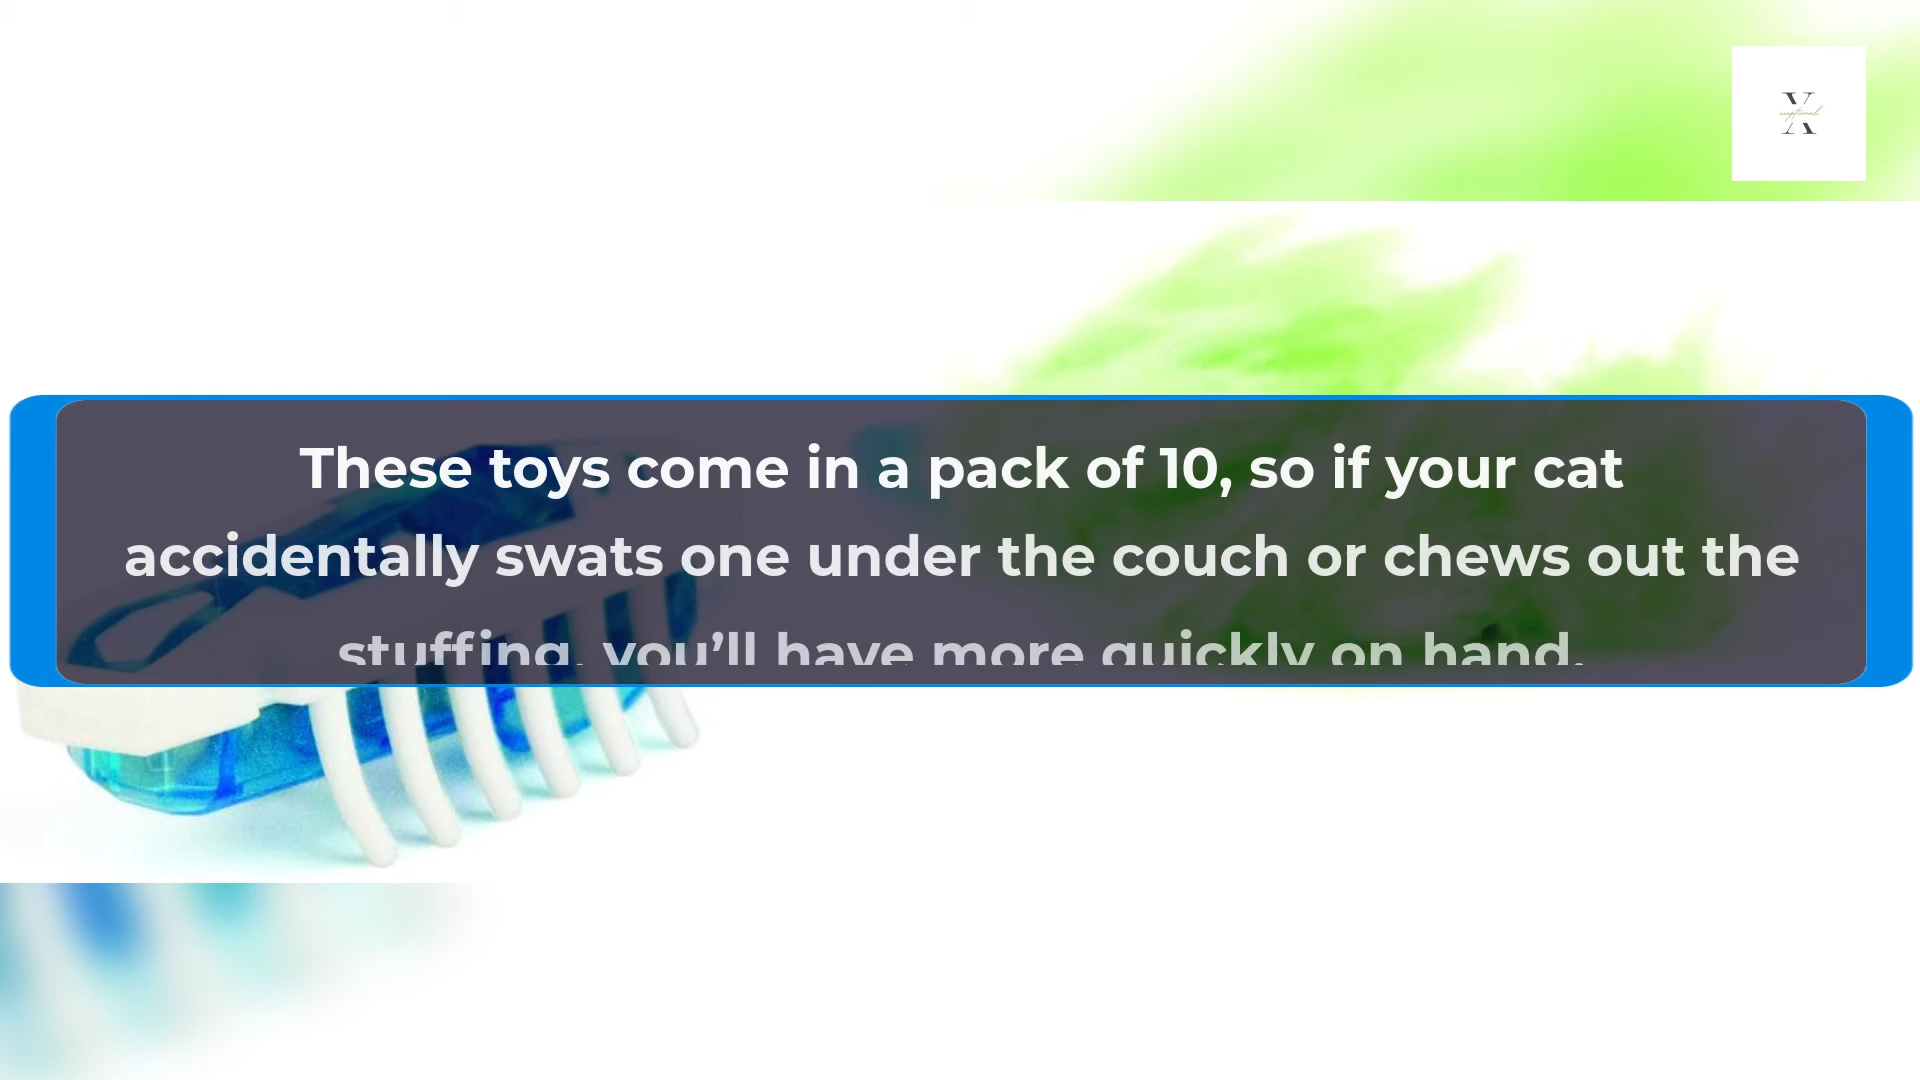 X
exceptional
These toys come in a pack of 10, so if your cat
accidentally swats one under the couch or chews out the
stuffing, you’ll have more quickly on hand.